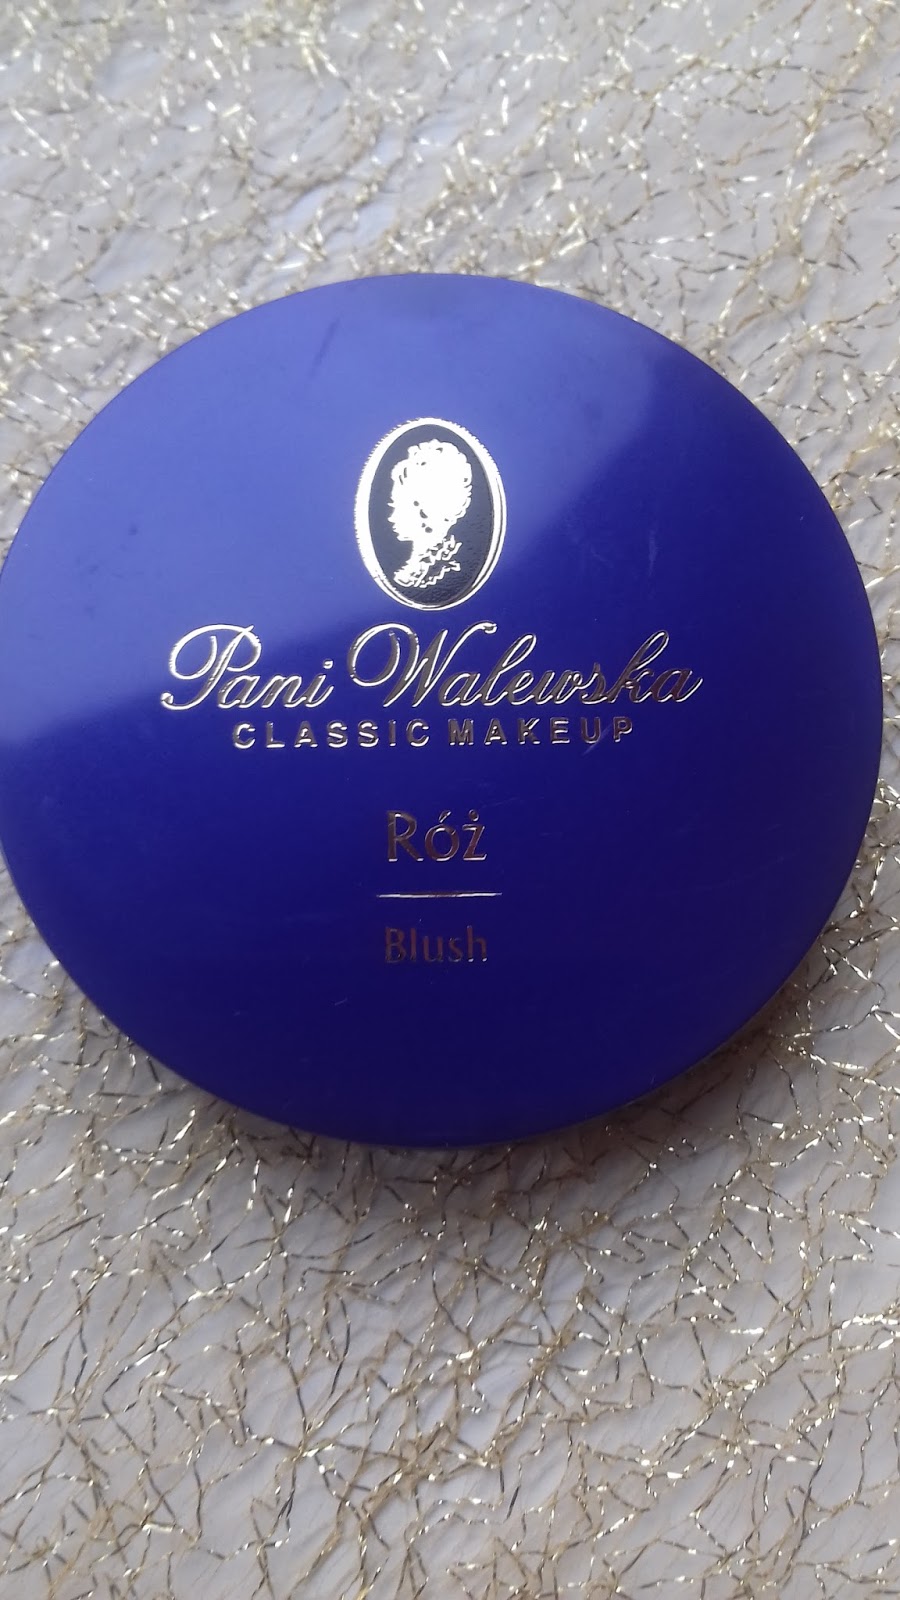 Pani Walewska
CLASSIC MAKEUP
Róż
Blush